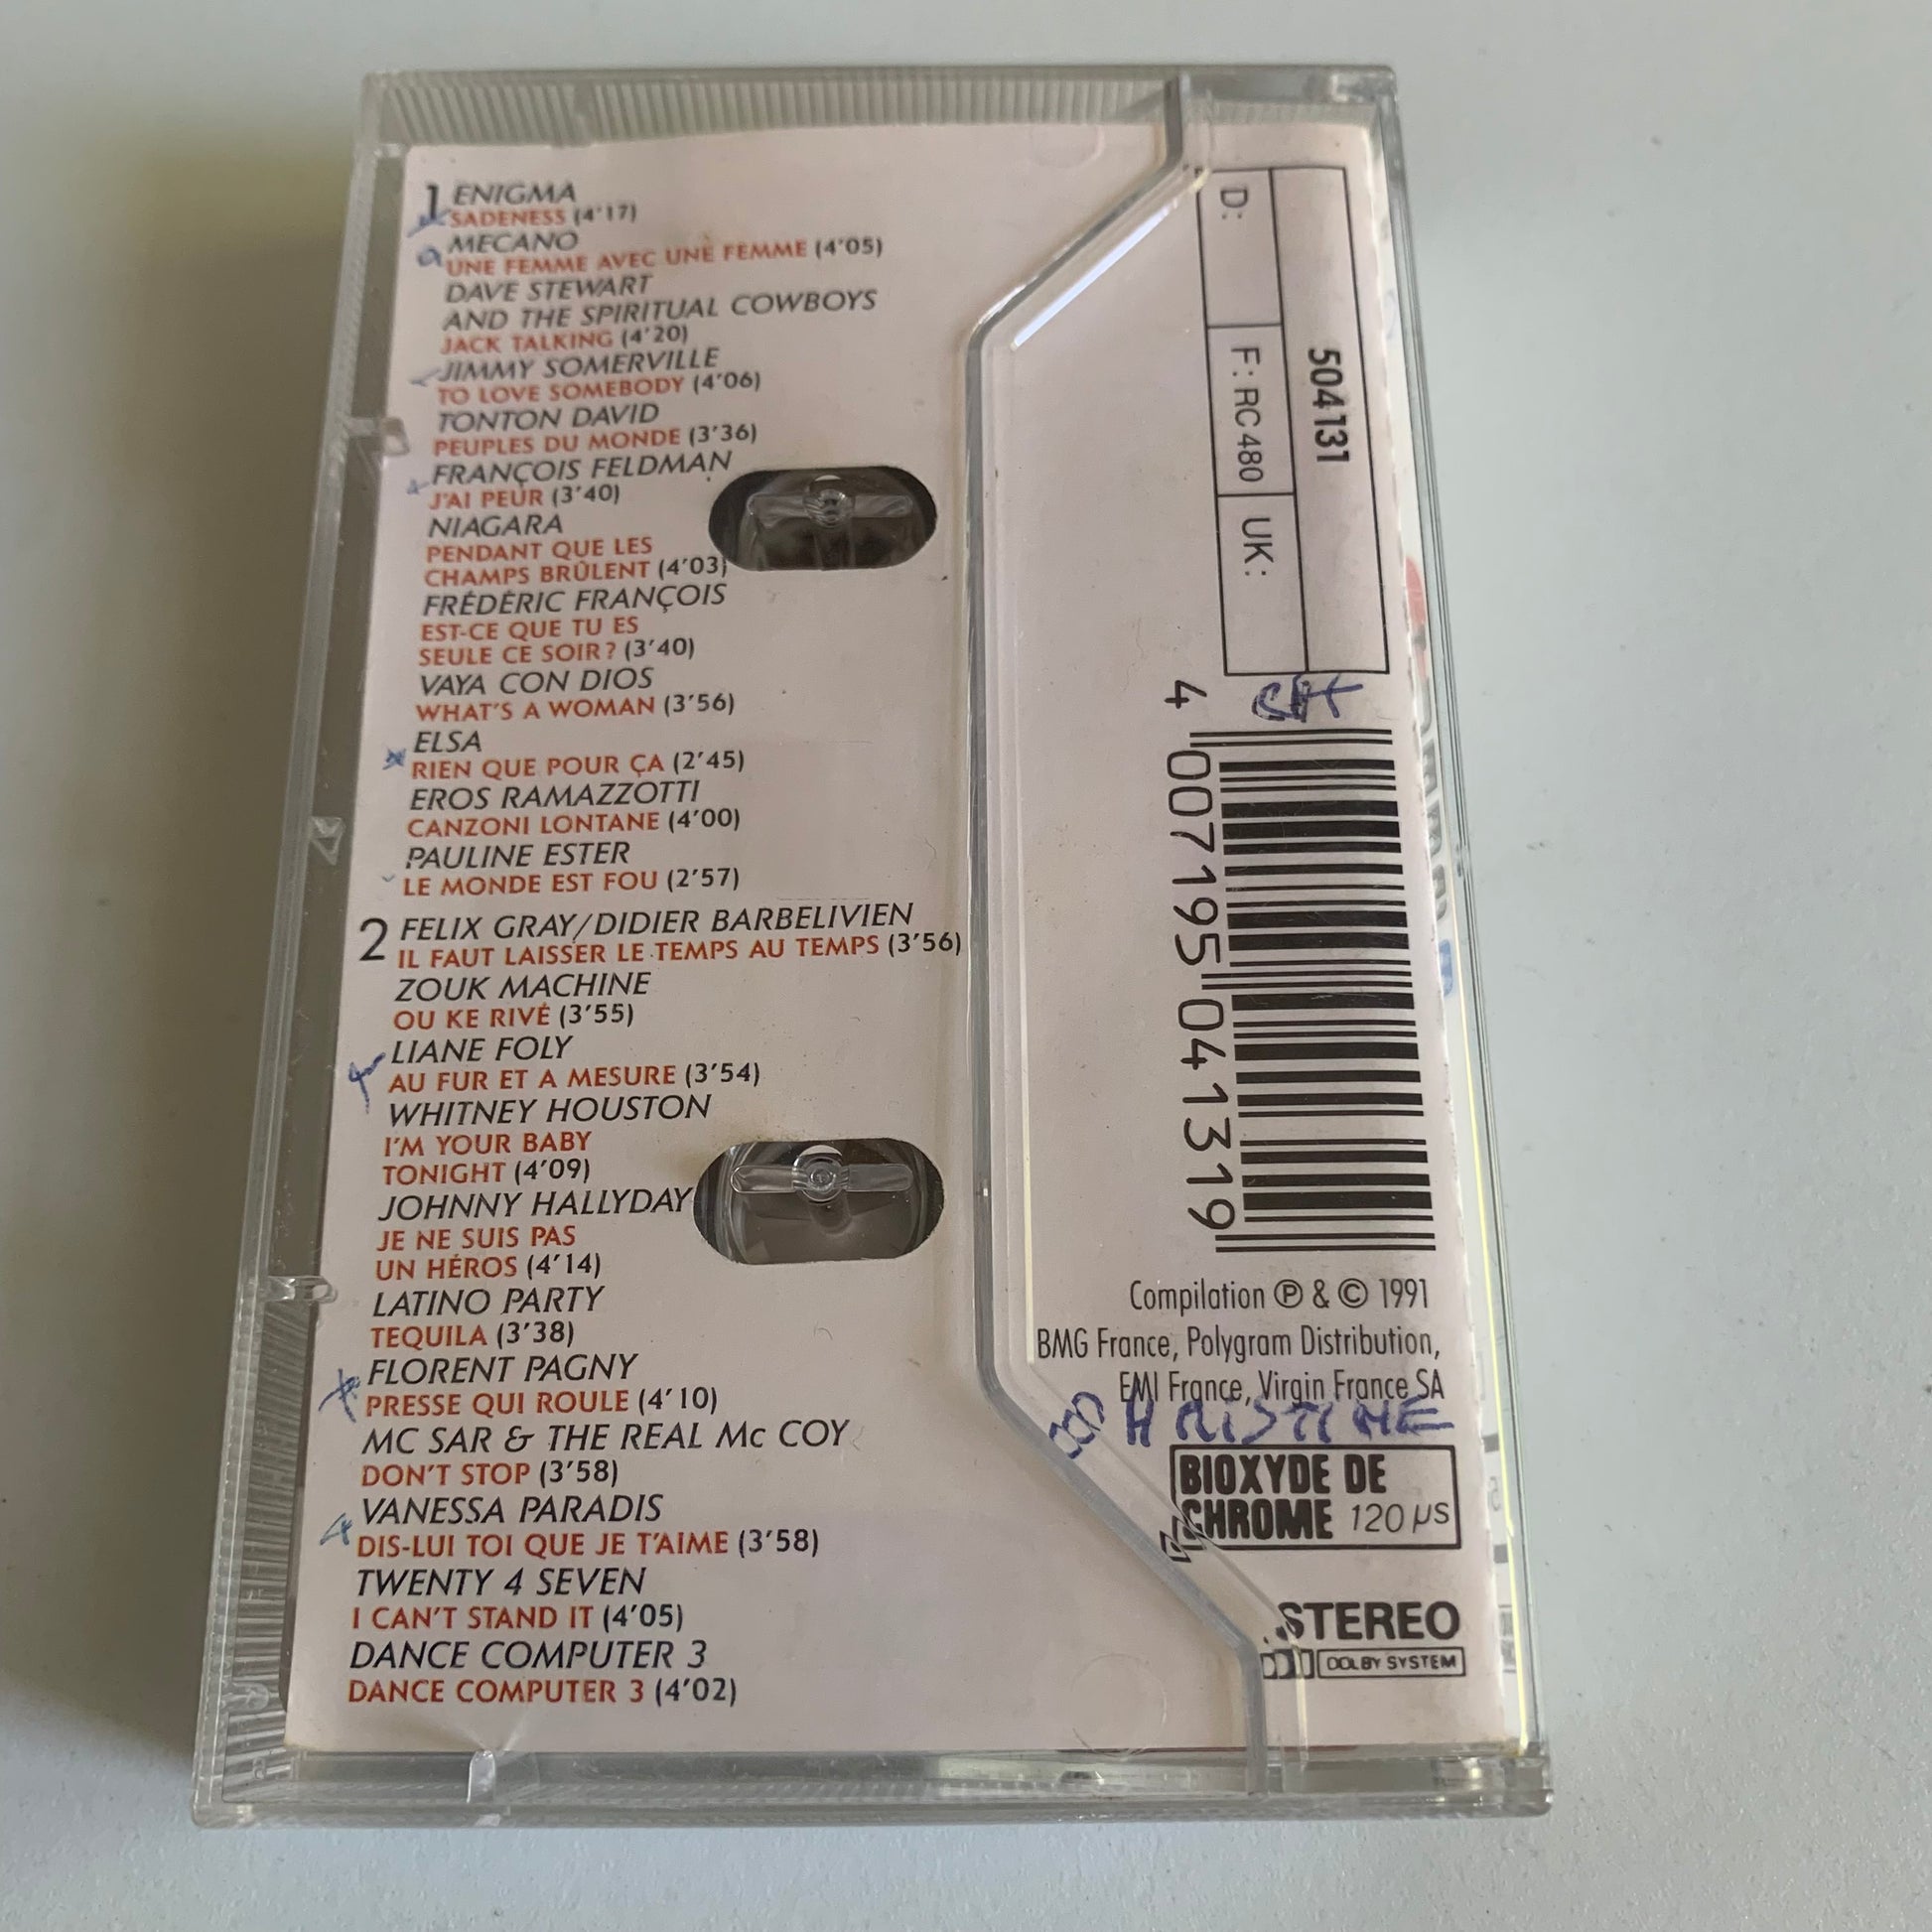 1 ENIGMA
SADENESS (4'17)
MECANO
UNE FEMME AVEC UNE FEMME (4'05)
DAVE STEWART
AND THE SPIRITUAL COWBOYS
JACK TALKING (4'20)
JIMMY SOMERVILLE
TO LOVE SOMEBODY (4'06)
TONTON DAVID
PEUPLES DU MONDE (3'36)
FRANÇOIS FELDMAN
J'AI PEUR (3'40)
NIAGARA
PENDANT QUE LES
CHAMPS BRÛLENT (4'03)
FRÉDÉRIC FRANÇOIS
EST-CE QUE TU ES
SEULE CE SOIR? (3'40)
VAYA CON DIOS
WHAT'S A WOMAN (3'56)
ELSA
RIEN QUE POUR ÇA (2'45)
EROS RAMAZZOTTI
CANZONI LONTANE (4'00)
PAULINE ESTER
LE MONDE EST FOU (2'57)
2 FELIX GRAY/DIDIER BARBELIVIEN
IL FAUT LAISSER LE TEMPS AU TEMPS (3'56)
ZOUK MACHINE
OU KE RIVÉ (3'55)
LIANE FOLY
AU FUR ET A MESURE (3'54)
WHITNEY HOUSTON
I'M YOUR BABY
TONIGHT (4'09)
JOHNNY HALLYDAY
JE NE SUIS PAS
UN HÉROS (4'14)
LATINO PARTY
TEQUILA (3'38)
FLORENT PAGNY
PRESSE QUI ROULE (4'10)
MC SAR & THE REAL Mc COY
DON'T STOP (3'58)
VANESSA PARADIS
DIS-LUI TOI QUE JE T'AIME (3'58)
TWENTY 4 SEVEN
I CAN'T STAND IT (4'05)
DANCE COMPUTER 3
DANCE COMPUTER 3 (4'02)
504131
D: F: RC 480 UK:
4 007195 041319
Compilation ℗ & © 1991
BMG France, Polygram Distribution,
EMI France, Virgin France SA
BIOXYDE DE
CHROME 120 µs
STEREO
DOLBY SYSTEM